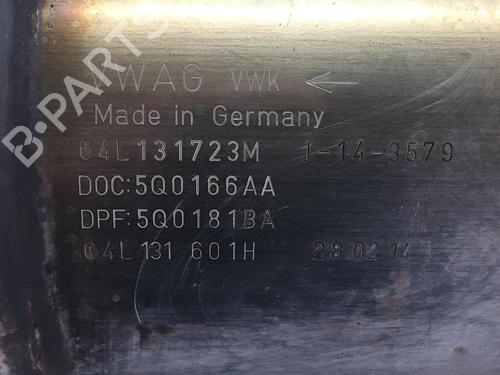 B-PARTS
VWAG VWK ←
Made in Germany
04L131723M J-14-3579
DOC:5Q0166AA
DPF:5Q0181BA
04L 131 601H 28.02.14